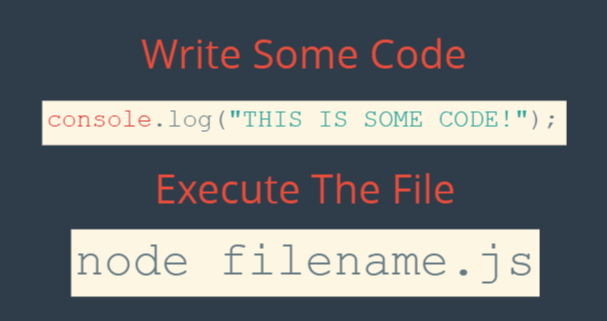 Write Some Code
console.log("THIS IS SOME CODE!");
Execute The File
node filename.js